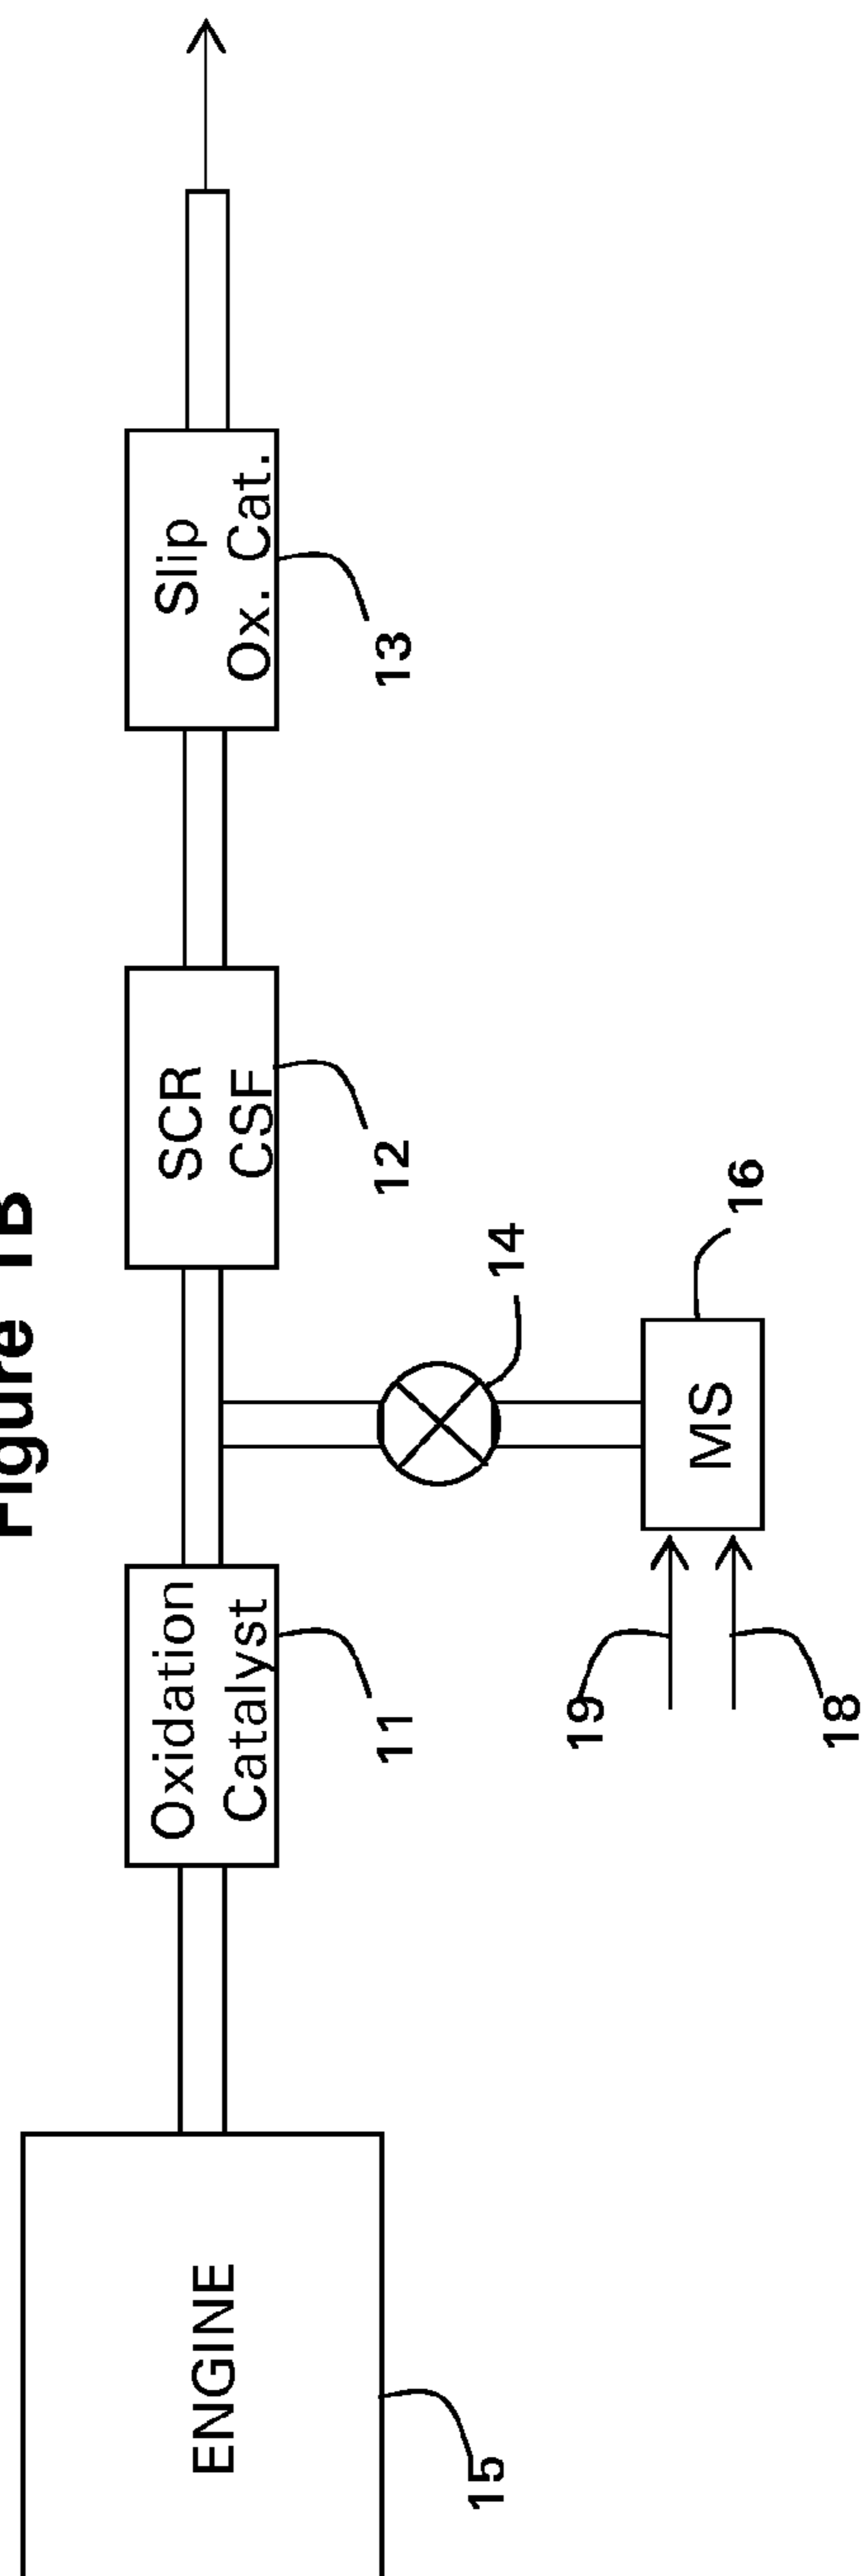 Figure 1B
ENGINE
15
Oxidation
Catalyst
11
SCR
CSF
12
Slip
Ox. Cat.
13
14
MS
16
19
18